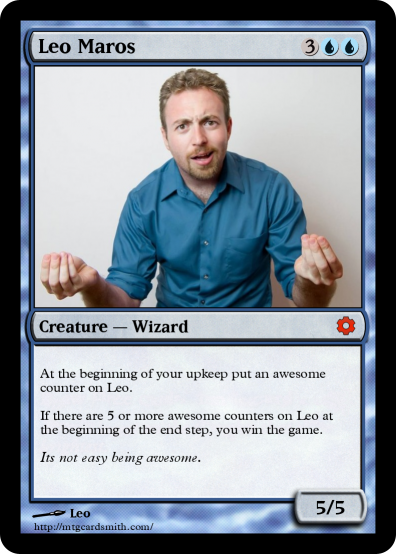 Leo Maros 3
Creature — Wizard
At the beginning of your upkeep put an awesome
counter on Leo.
If there are 5 or more awesome counters on Leo at
the beginning of the end step, you win the game.
Its not easy being awesome.
5/5
Leo
http://mtgcardsmith.com/